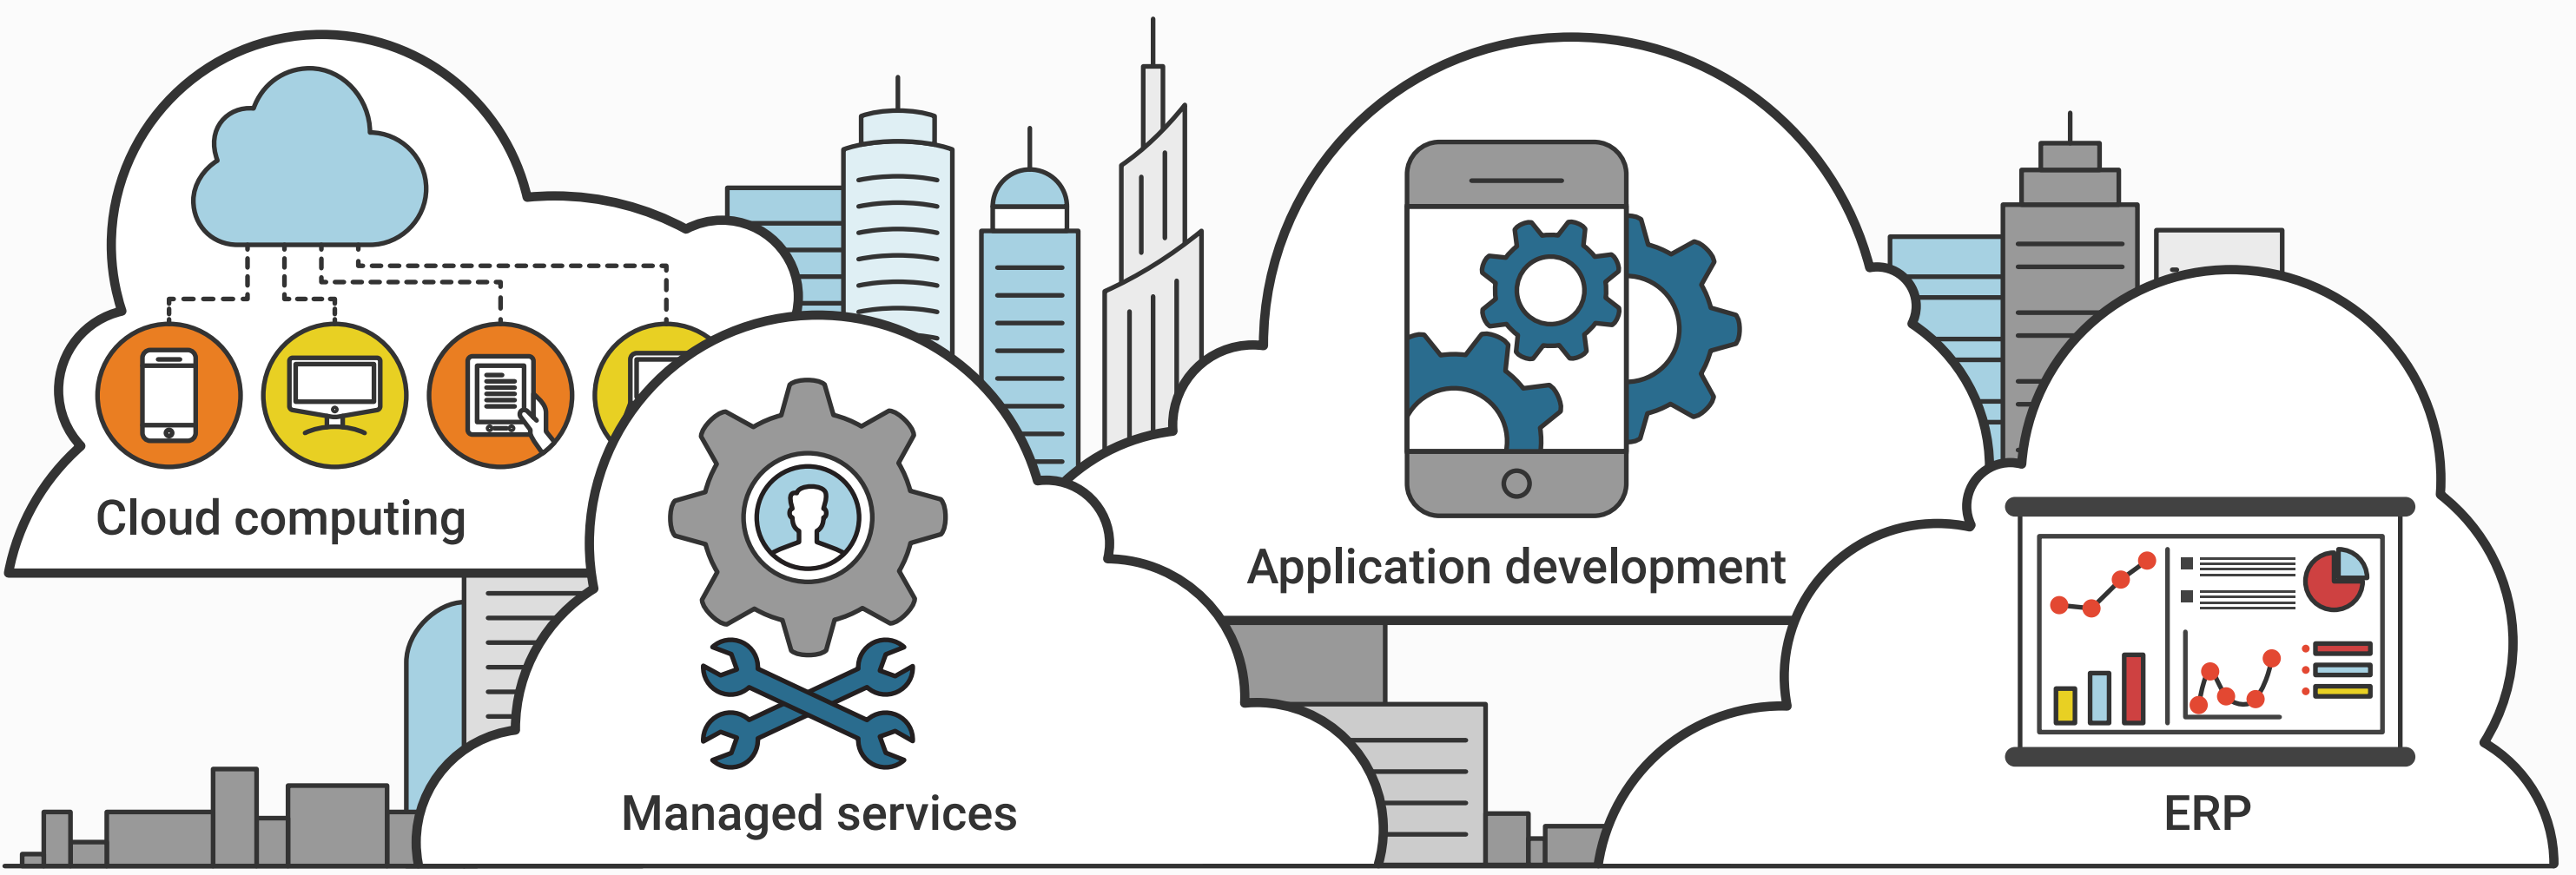 Cloud computing
Managed services
Application development
ERP